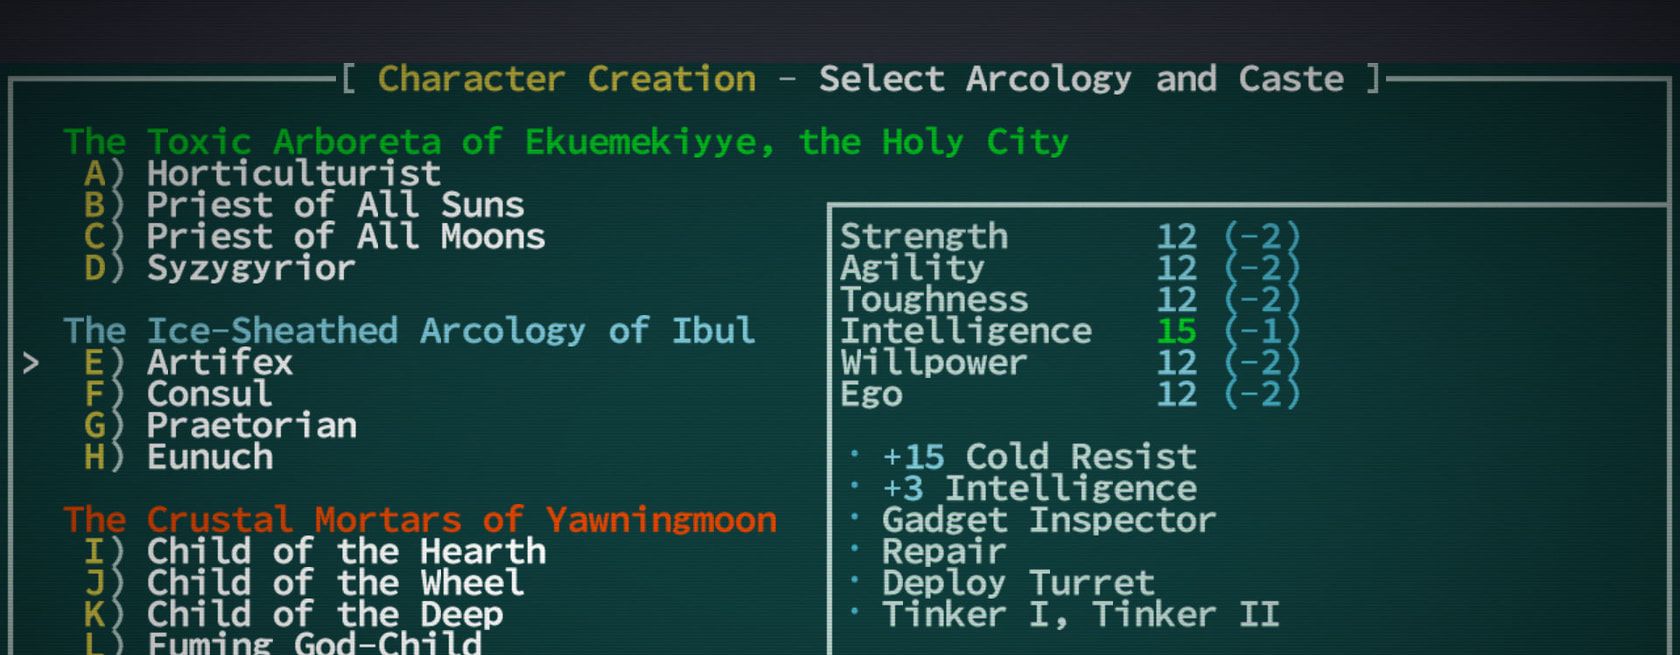 [ Character Creation - Select Arcology and Caste ]
The Toxic Arboreta of Ekuemekiyye, the Holy City
A) Horticulturist
B) Priest of All Suns
C) Priest of All Moons
D) Syzygyrior
The Ice-Sheathed Arcology of Ibul
> E) Artifex
F) Consul
G) Praetorian
H) Eunuch
The Crustal Mortars of Yawningmoon
I) Child of the Hearth
J) Child of the Wheel
K) Child of the Deep
L) Fuming God-Child
Strength 12 (-2)
Agility 12 (-2)
Toughness 12 (-2)
Intelligence 15 (-1)
Willpower 12 (-2)
Ego 12 (-2)
· +15 Cold Resist
· +3 Intelligence
· Gadget Inspector
· Repair
· Deploy Turret
· Tinker I, Tinker II